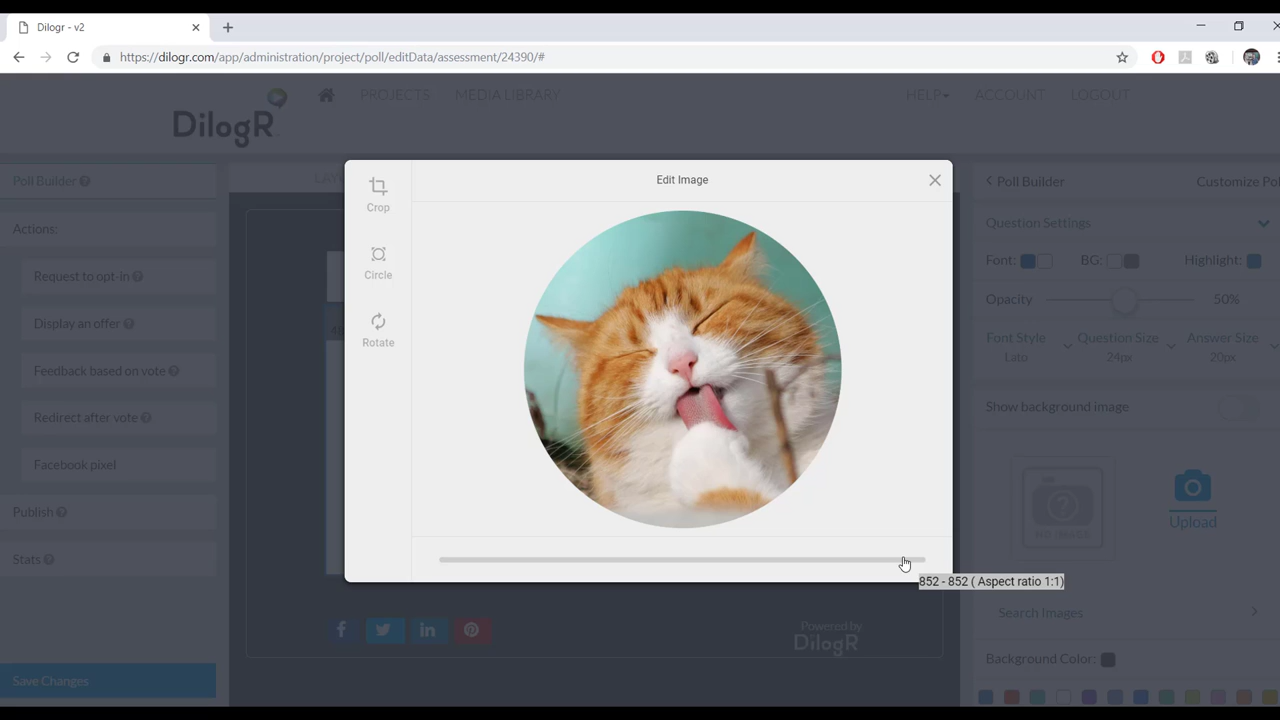 Dilogr - v2
https://dilogr.com/app/administration/project/poll/editData/assessment/24390/#
DilogR
PROJECTS
MEDIA LIBRARY
HELP
ACCOUNT
LOGOUT
Poll Builder
Actions:
Request to opt-in
Display an offer
Feedback based on vote
Redirect after vote
Facebook pixel
Publish
Stats
Save Changes
Edit Image
Crop
Circle
Rotate
852 - 852 ( Aspect ratio 1:1)
Powered by
DilogR
Poll Builder
Customize Pol
Question Settings
Font:
BG:
Highlight:
Opacity
50%
Font Style
Question Size
Answer Size
Lato
24px
20px
Show background image
Upload
Search Images
Background Color: